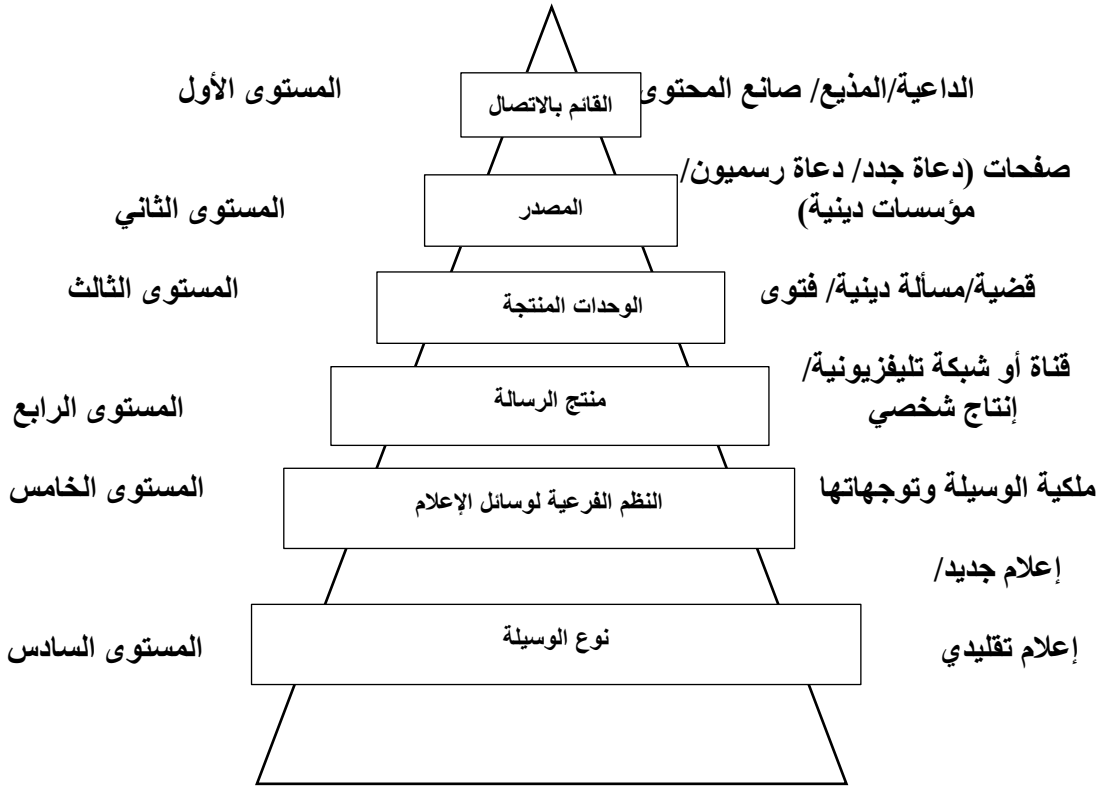 الداعية/المذيع/ صانع المحتوى
القائم بالاتصال
المستوى الأول
صفحات (دعاة جدد/ دعاة رسميون/
مؤسسات دينية)
المصدر
المستوى الثاني
قضية/مسألة دينية/ فتوى
الوحدات المنتجة
المستوى الثالث
قناة أو شبكة تليفزيونية/
إنتاج شخصي
منتج الرسالة
المستوى الرابع
ملكية الوسيلة وتوجهاتها
النظم الفرعية لوسائل الإعلام
المستوى الخامس
إعلام جديد/
إعلام تقليدي
نوع الوسيلة
المستوى السادس